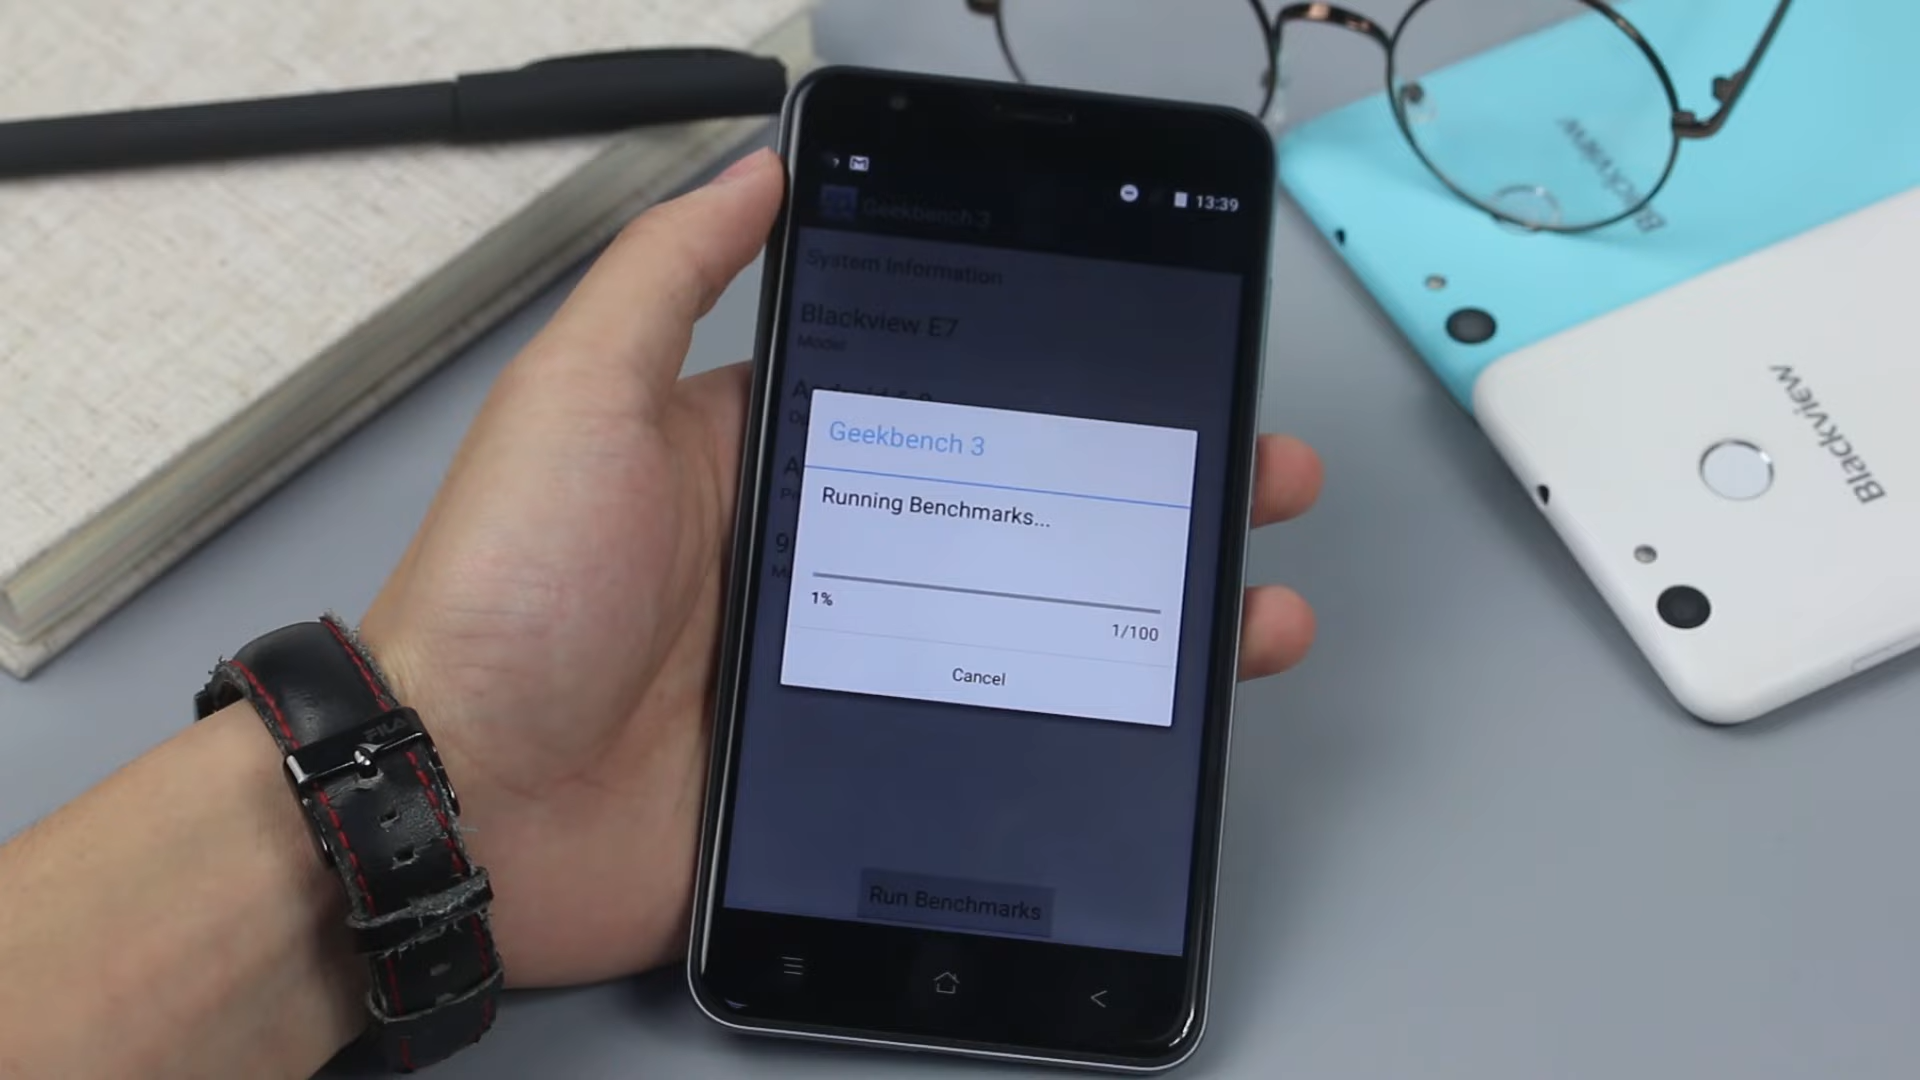 13:39
Geekbench 3
System Information
Blackview E7
Model
Geekbench 3
Running Benchmarks...
1%
1/100
Cancel
Run Benchmarks
FILA
Blackview
Blackview